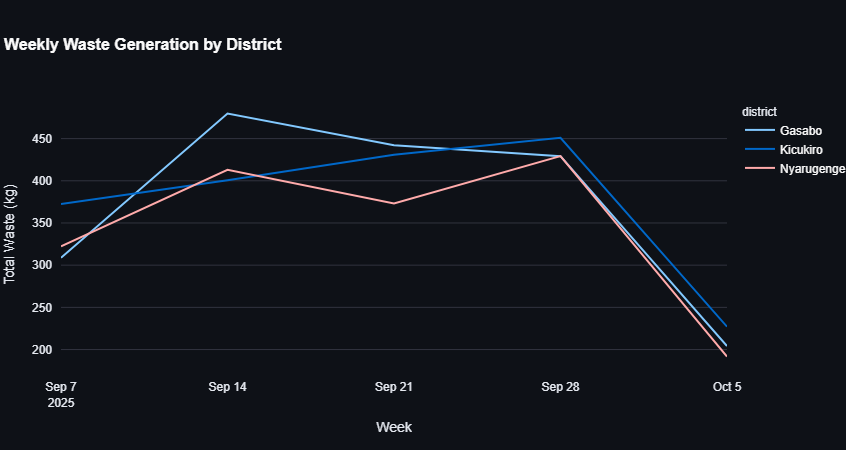 Weekly Waste Generation by District
district
Gasabo
Kicukiro
Nyarugenge
Total Waste (kg)
450
400
350
300
250
200
Sep 7
2025
Sep 14
Sep 21
Sep 28
Oct 5
Week